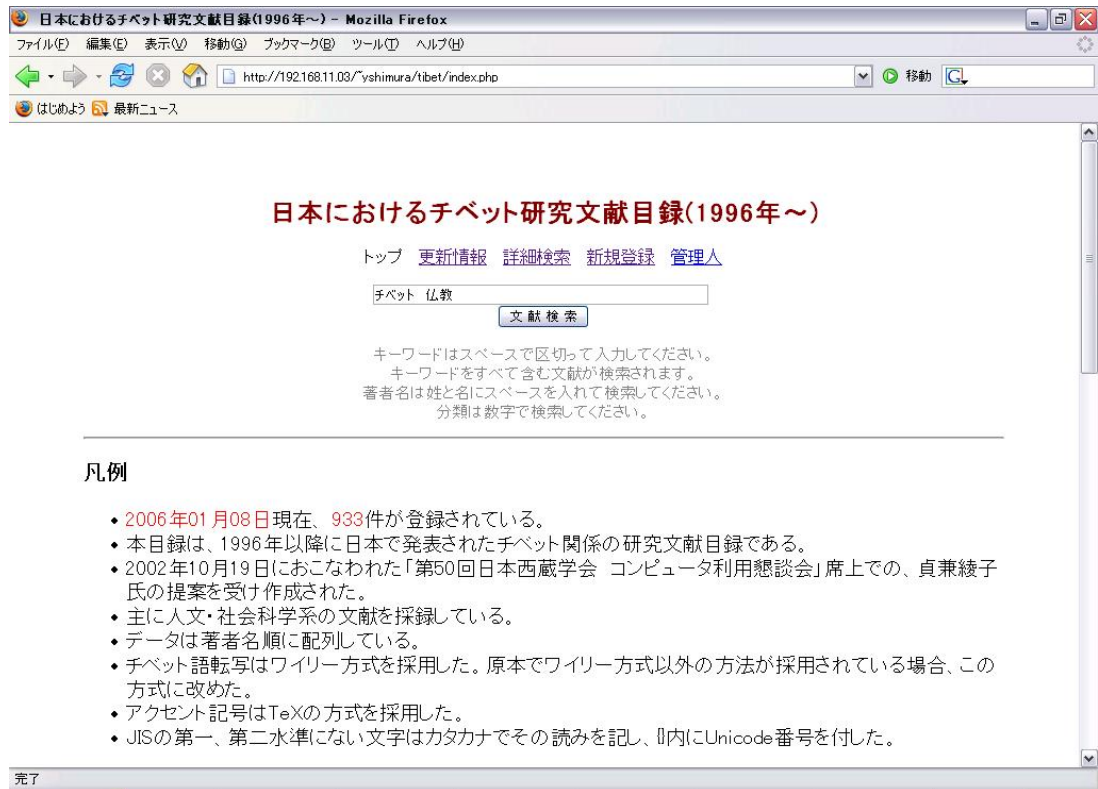 日本におけるチベット研究文献目録(1996年～) - Mozilla Firefox
ファイル(F) 編集(E) 表示(V) 移動(G) ブックマーク(B) ツール(T) ヘルプ(H)
http://192.168.11.03/~yshimura/tibet/index.php 移動
はじめよう 最新ニュース
日本におけるチベット研究文献目録(1996年～)
トップ 更新情報 詳細検索 新規登録 管理人
チベット 仏教
文献検索
キーワードはスペースで区切って入力してください。
キーワードをすべて含む文献が検索されます。
著者名は姓と名にスペースを入れて検索してください。
分類は数字で検索してください。
凡例
• 2006年01月08日現在、933件が登録されている。
• 本目録は、1996年以降に日本で発表されたチベット関係の研究文献目録である。
• 2002年10月19日におこなわれた「第50回日本西蔵学会 コンピュータ利用懇談会」席上での、貞兼綾子
氏の提案を受け作成された。
• 主に人文・社会科学系の文献を採録している。
• データは著者名順に配列している。
• チベット語転写はワイリー方式を採用した。原本でワイリー方式以外の方法が採用されている場合、この
方式に改めた。
• アクセント記号はTeXの方式を採用した。
• JISの第一、第二水準にない文字はカタカナでその読みを記し、[]内にUnicode番号を付した。
完了